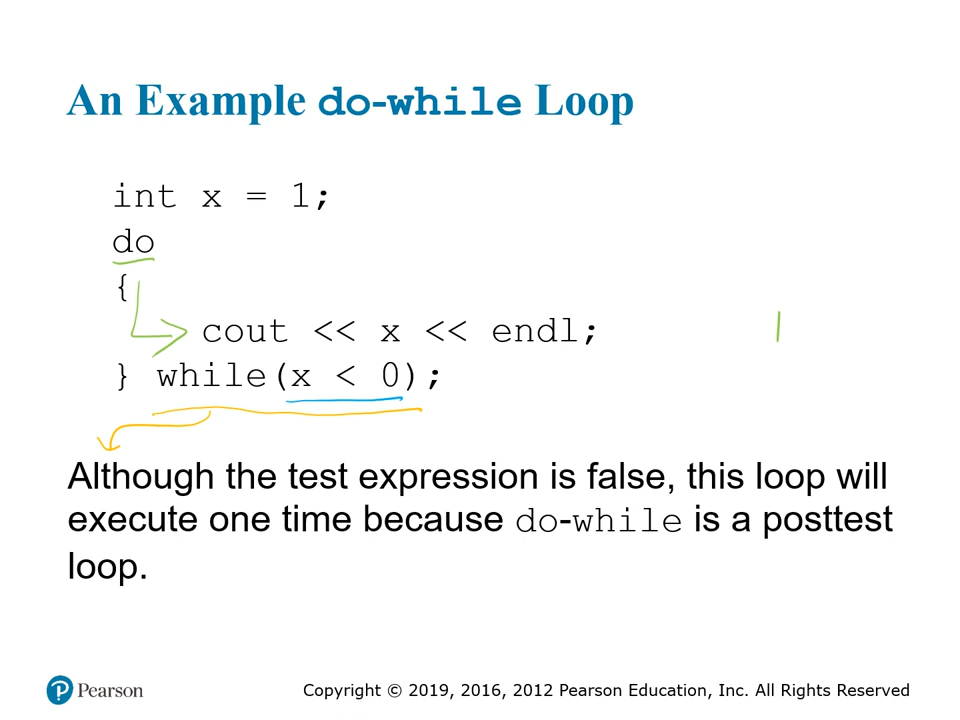 An Example do-while Loop
int x = 1;
do
{
cout << x << endl;
} while(x < 0);
Although the test expression is false, this loop will
execute one time because do-while is a posttest
loop.
Pearson
Copyright © 2019, 2016, 2012 Pearson Education, Inc. All Rights Reserved